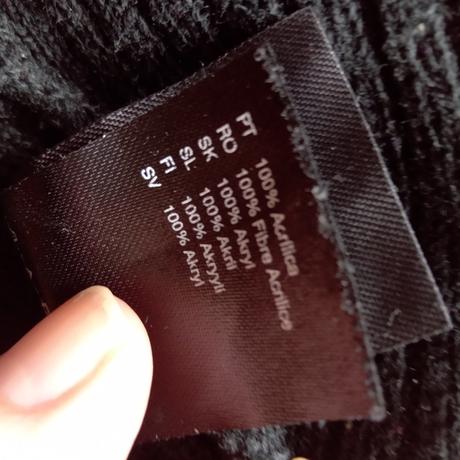 PT 100% Acrílica
RO 100% Fibre Acrilice
SK 100% Akryl
SL 100% Akril
FI 100% Akryyli
SV 100% Akryl